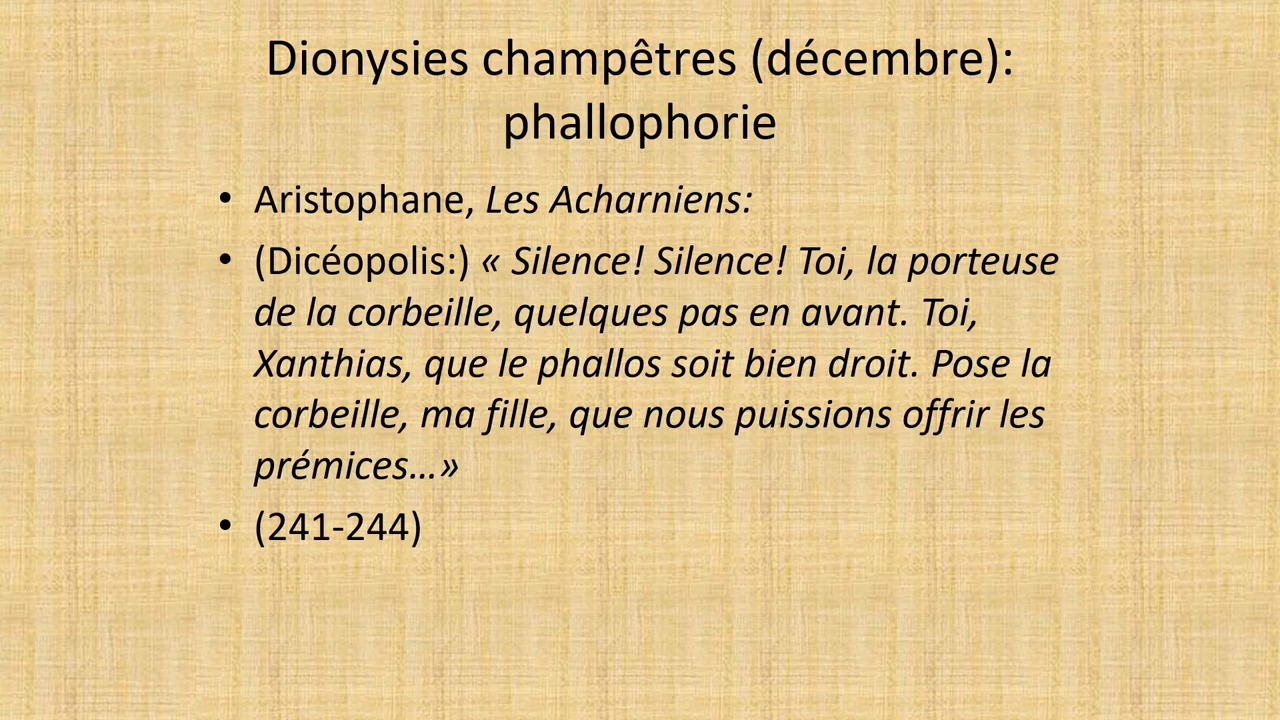 Dionysies champêtres (décembre):
phallophorie
• Aristophane, Les Acharniens:
• (Dicéopolis:) « Silence! Silence! Toi, la porteuse
de la corbeille, quelques pas en avant. Toi,
Xanthias, que le phallos soit bien droit. Pose la
corbeille, ma fille, que nous puissions offrir les
prémices…»
• (241-244)